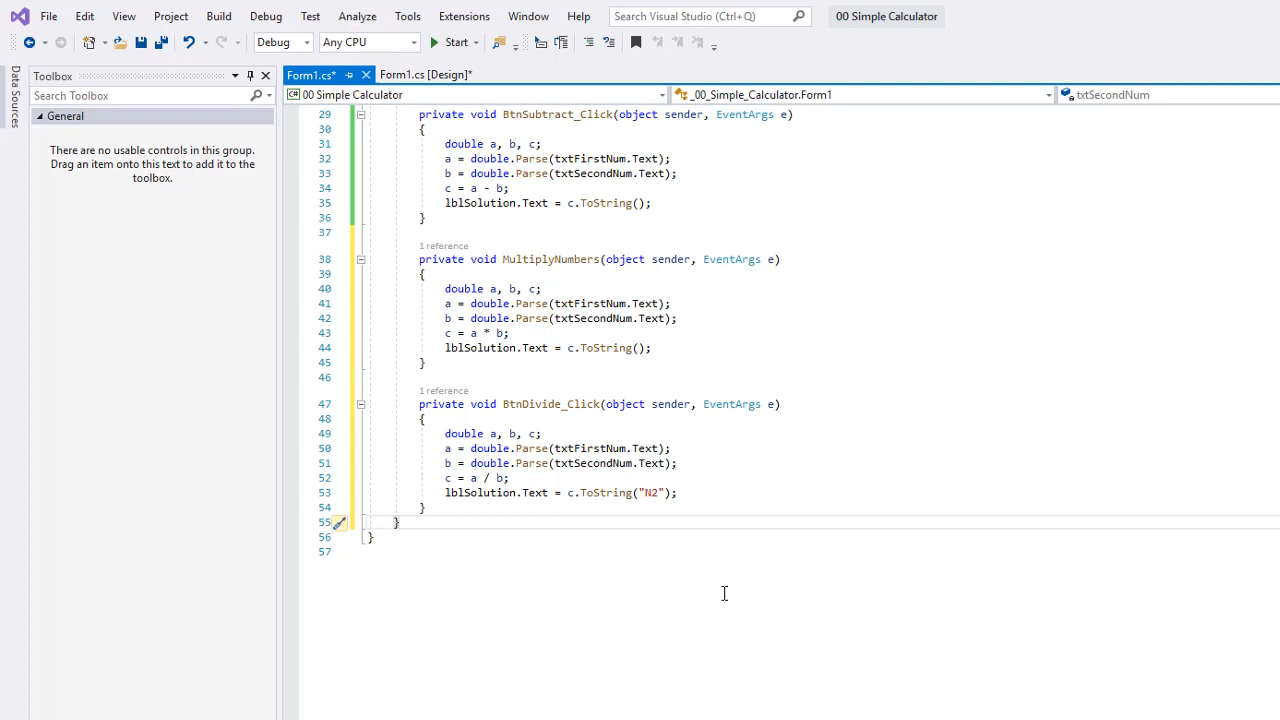 File Edit View Project Build Debug Test Analyze Tools Extensions Window Help Search Visual Studio (Ctrl+Q) 00 Simple Calculator
Debug Any CPU Start
Data Sources
Toolbox
Search Toolbox
General
There are no usable controls in this group.
Drag an item onto this text to add it to the
toolbox.
Form1.cs* Form1.cs [Design]*
C# 00 Simple Calculator _00_Simple_Calculator.Form1 txtSecondNum
29 private void BtnSubtract_Click(object sender, EventArgs e)
30 {
31 double a, b, c;
32 a = double.Parse(txtFirstNum.Text);
33 b = double.Parse(txtSecondNum.Text);
34 c = a - b;
35 lblSolution.Text = c.ToString();
36 }
37
1 reference
38 private void MultiplyNumbers(object sender, EventArgs e)
39 {
40 double a, b, c;
41 a = double.Parse(txtFirstNum.Text);
42 b = double.Parse(txtSecondNum.Text);
43 c = a * b;
44 lblSolution.Text = c.ToString();
45 }
46
1 reference
47 private void BtnDivide_Click(object sender, EventArgs e)
48 {
49 double a, b, c;
50 a = double.Parse(txtFirstNum.Text);
51 b = double.Parse(txtSecondNum.Text);
52 c = a / b;
53 lblSolution.Text = c.ToString("N2");
54 }
55 }
56 }
57